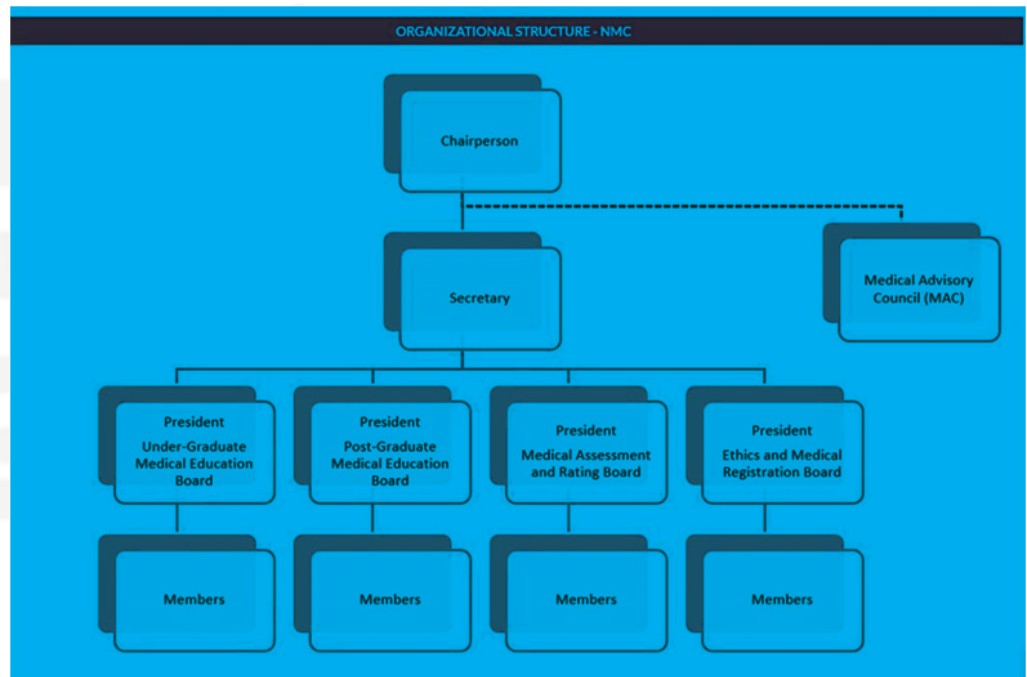 ORGANIZATIONAL STRUCTURE - NMC
Chairperson
Medical Advisory
Council (MAC)
Secretary
President
Under-Graduate
Medical Education
Board
President
Post-Graduate
Medical Education
Board
President
Medical Assessment
and Rating Board
President
Ethics and Medical
Registration Board
Members
Members
Members
Members